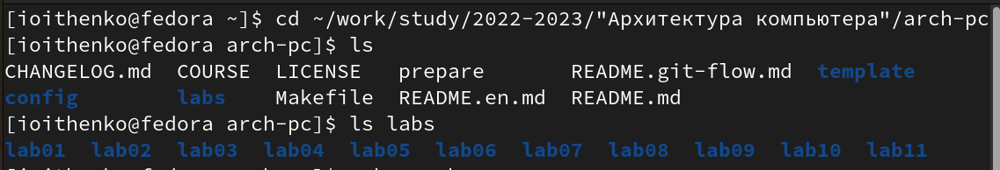 [ioithenko@fedora ~]$ cd ~/work/study/2022-2023/"Архитектура компьютера"/arch-pc
[ioithenko@fedora arch-pc]$ ls
CHANGELOG.md COURSE LICENSE prepare README.git-flow.md template
config labs Makefile README.en.md README.md
[ioithenko@fedora arch-pc]$ ls labs
lab01 lab02 lab03 lab04 lab05 lab06 lab07 lab08 lab09 lab10 lab11